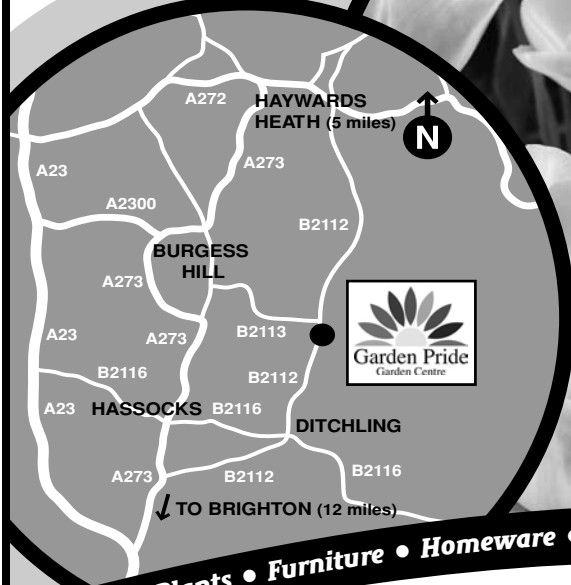 A272
HAYWARDS
HEATH (5 miles)
N
A273
A23
A2300
B2112
BURGESS
HILL
A273
A23
A273
B2113
Garden Pride
Garden Centre
B2116
B2112
A23
HASSOCKS
B2116
DITCHLING
A273
B2112
B2116
TO BRIGHTON (12 miles)
Plants • Furniture • Homeware •